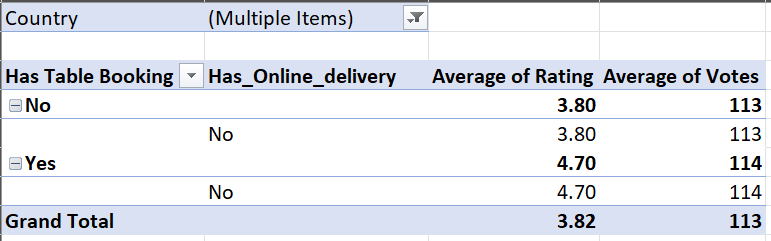 Country (Multiple Items)
Has Table Booking Has_Online_delivery Average of Rating Average of Votes
No 3.80 113
No 3.80 113
Yes 4.70 114
No 4.70 114
Grand Total 3.82 113